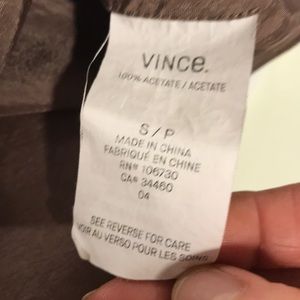 VINCE.
100% ACETATE / ACETATE
S / P
MADE IN CHINA
FABRIQUÉ EN CHINE
RN# 106730
CA# 34460
04
SEE REVERSE FOR CARE
VOIR AU VERSO POUR LES SOINS